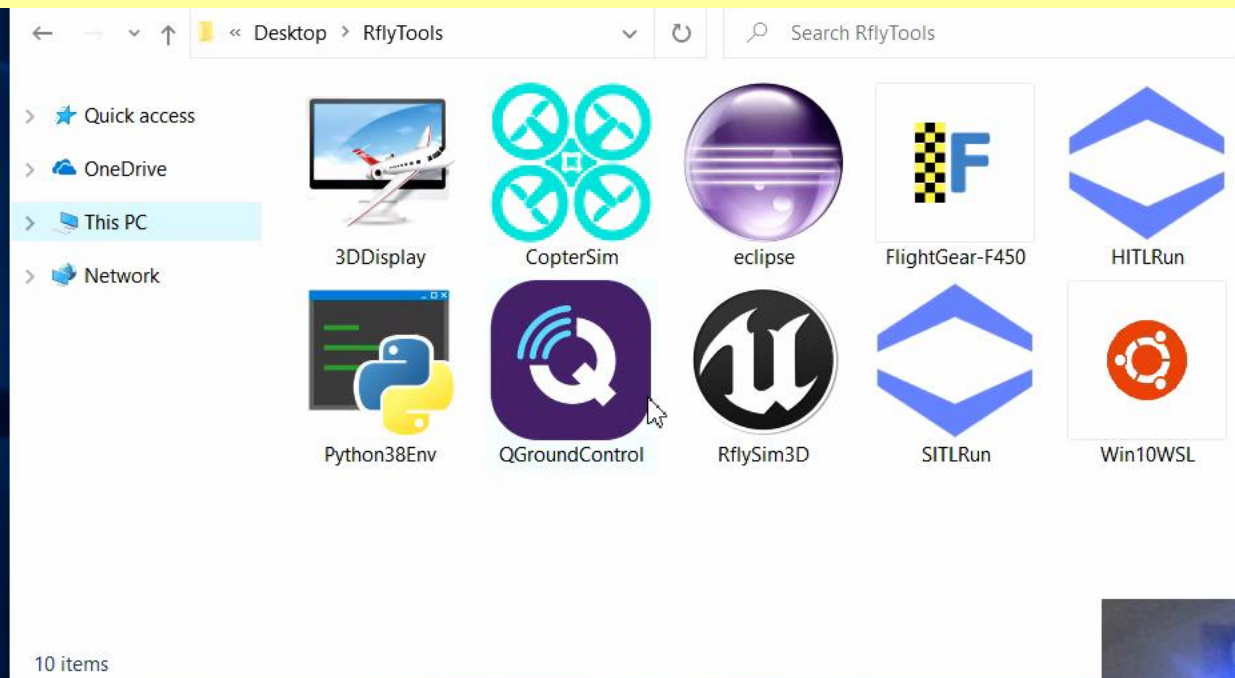 « Desktop > RflyTools
Search RflyTools
Quick access
OneDrive
This PC
Network
3DDisplay
CopterSim
eclipse
FlightGear-F450
HITLRun
Python38Env
QGroundControl
RflySim3D
SITLRun
Win10WSL
10 items